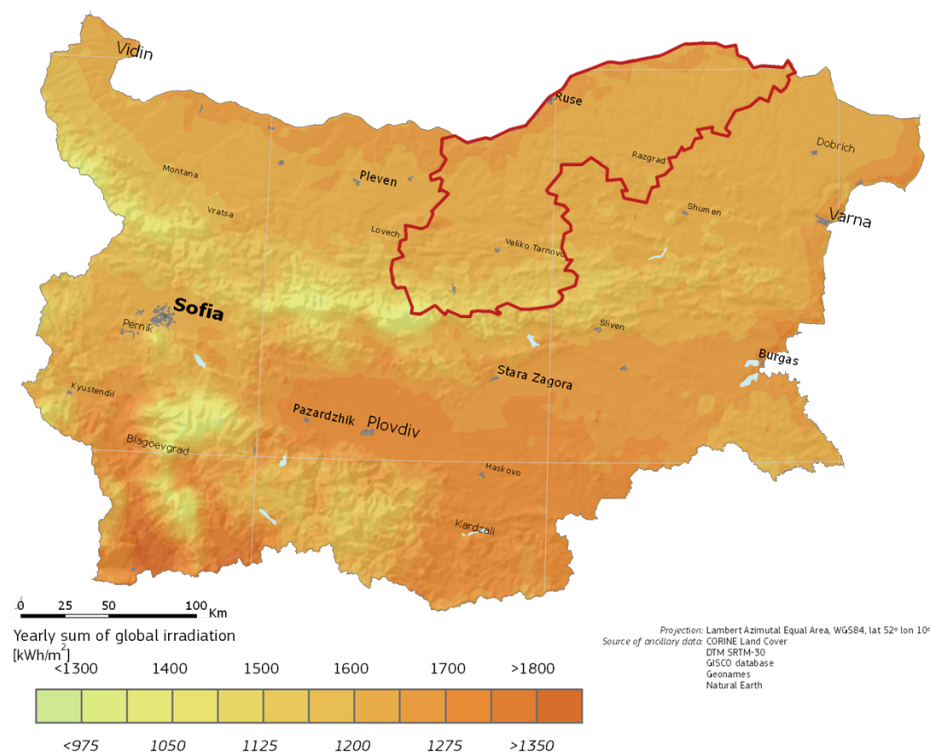 Vidin
Ruse
Dobrich
Razgrad
Montana
Pleven
Vratsa
Shumen
Varna
Lovech
Veliko Tarnovo
Sofia
Pernik
Sliven
Burgas
Kyustendil
Stara Zagora
Pazardzhik
Plovdiv
Blagoevgrad
Haskovo
Kardzali
0 25 50 100 Km
Yearly sum of global irradiation
[kWh/m²]
<1300 1400 1500 1600 1700 >1800
<975 1050 1125 1200 1275 >1350
Projection: Lambert Azimutal Equal Area, WGS84, lat 52º lon 10º
Source of ancillary data: CORINE Land Cover
DTM SRTM-30
GISCO database
Geonames
Natural Earth